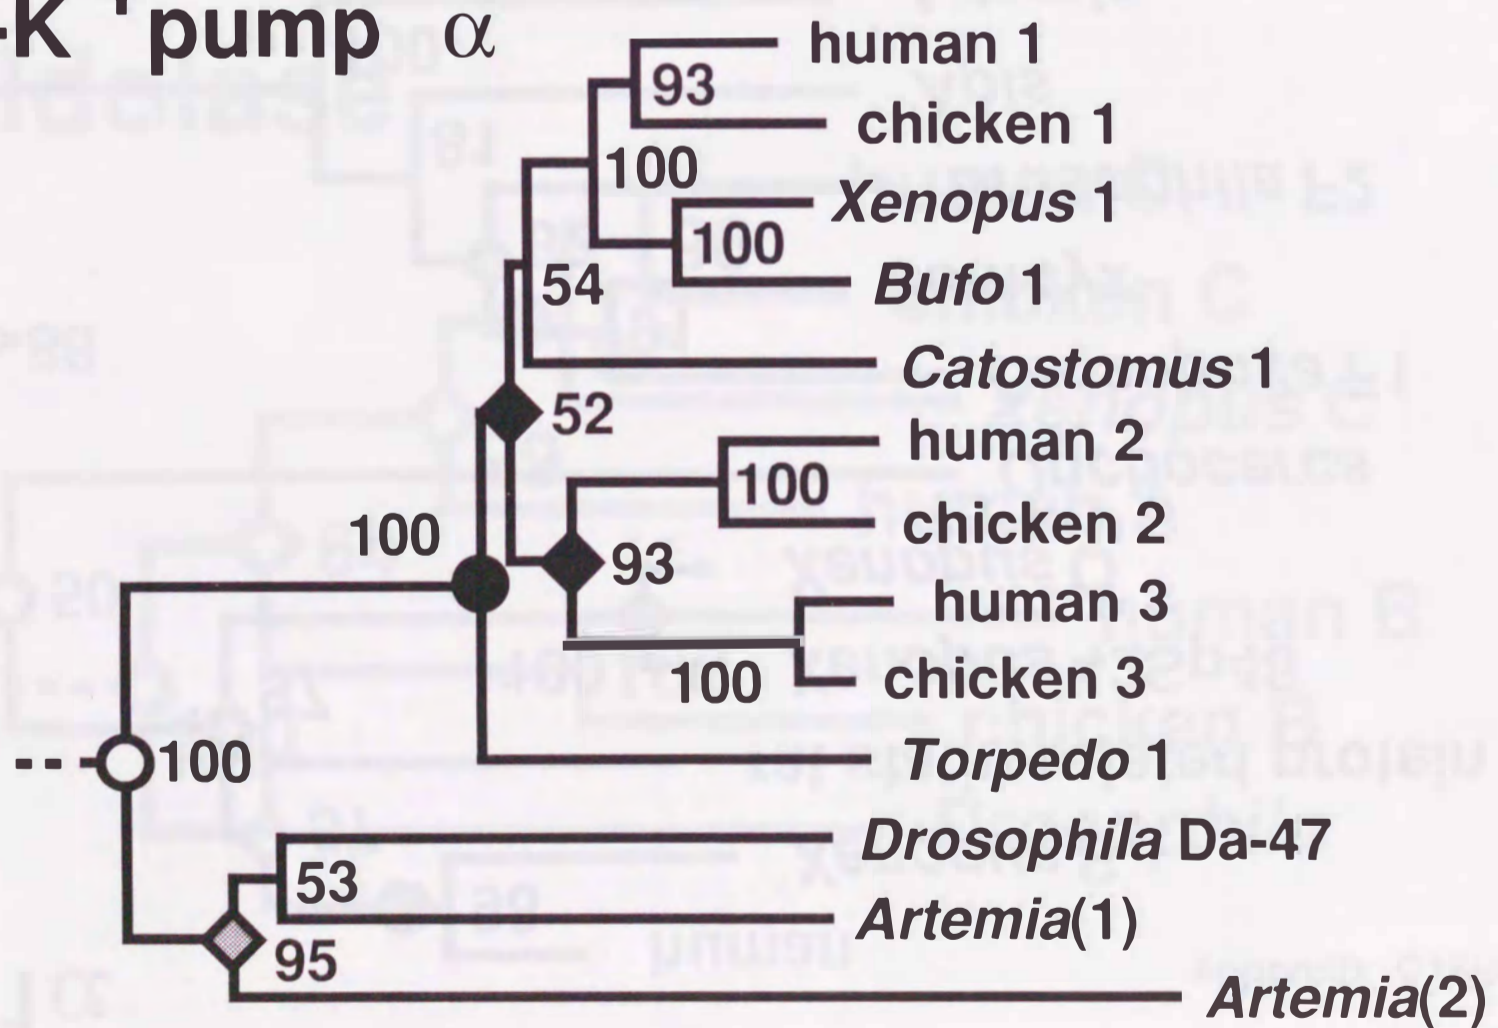 -K + pump α
human 1
93
chicken 1
100
Xenopus 1
100
Bufo 1
54
Catostomus 1
52
human 2
100
chicken 2
100
93
human 3
100
chicken 3
Torpedo 1
100
Drosophila Da-47
53
Artemia(1)
95
Artemia(2)